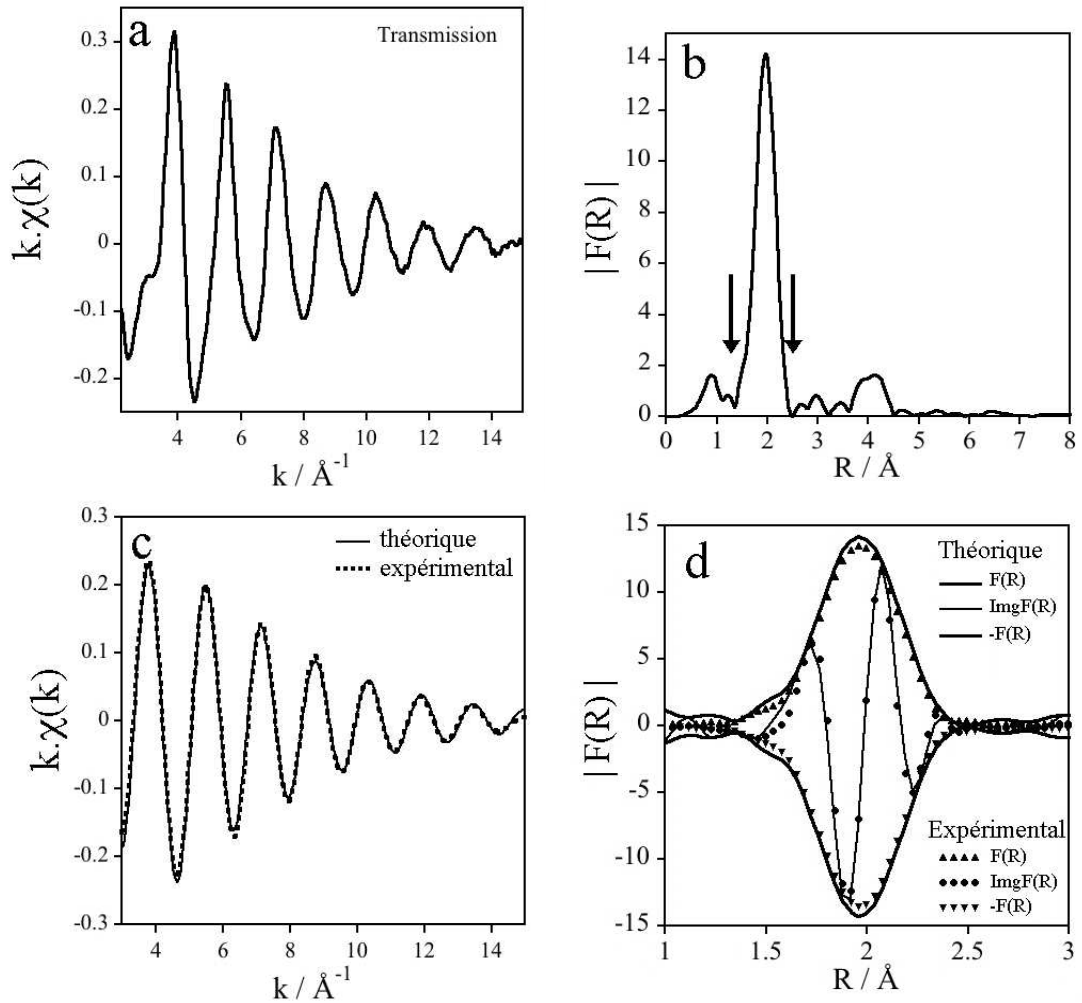 a
Transmission
0.3
0.2
0.1
0
-0.1
-0.2
k.χ(k)
4 6 8 10 12 14
k / Å⁻¹
b
14
12
10
8
6
4
2
0
|F(R)|
0 1 2 3 4 5 6 7 8
R / Å
c
théorique
expérimental
0.3
0.2
0.1
0
-0.1
-0.2
-0.3
k.χ(k)
4 6 8 10 12 14
k / Å⁻¹
d
Théorique
F(R)
ImgF(R)
-F(R)
15
10
5
0
-5
-10
-15
|F(R)|
Expérimental
F(R)
ImgF(R)
-F(R)
1 1.5 2 2.5 3
R / Å